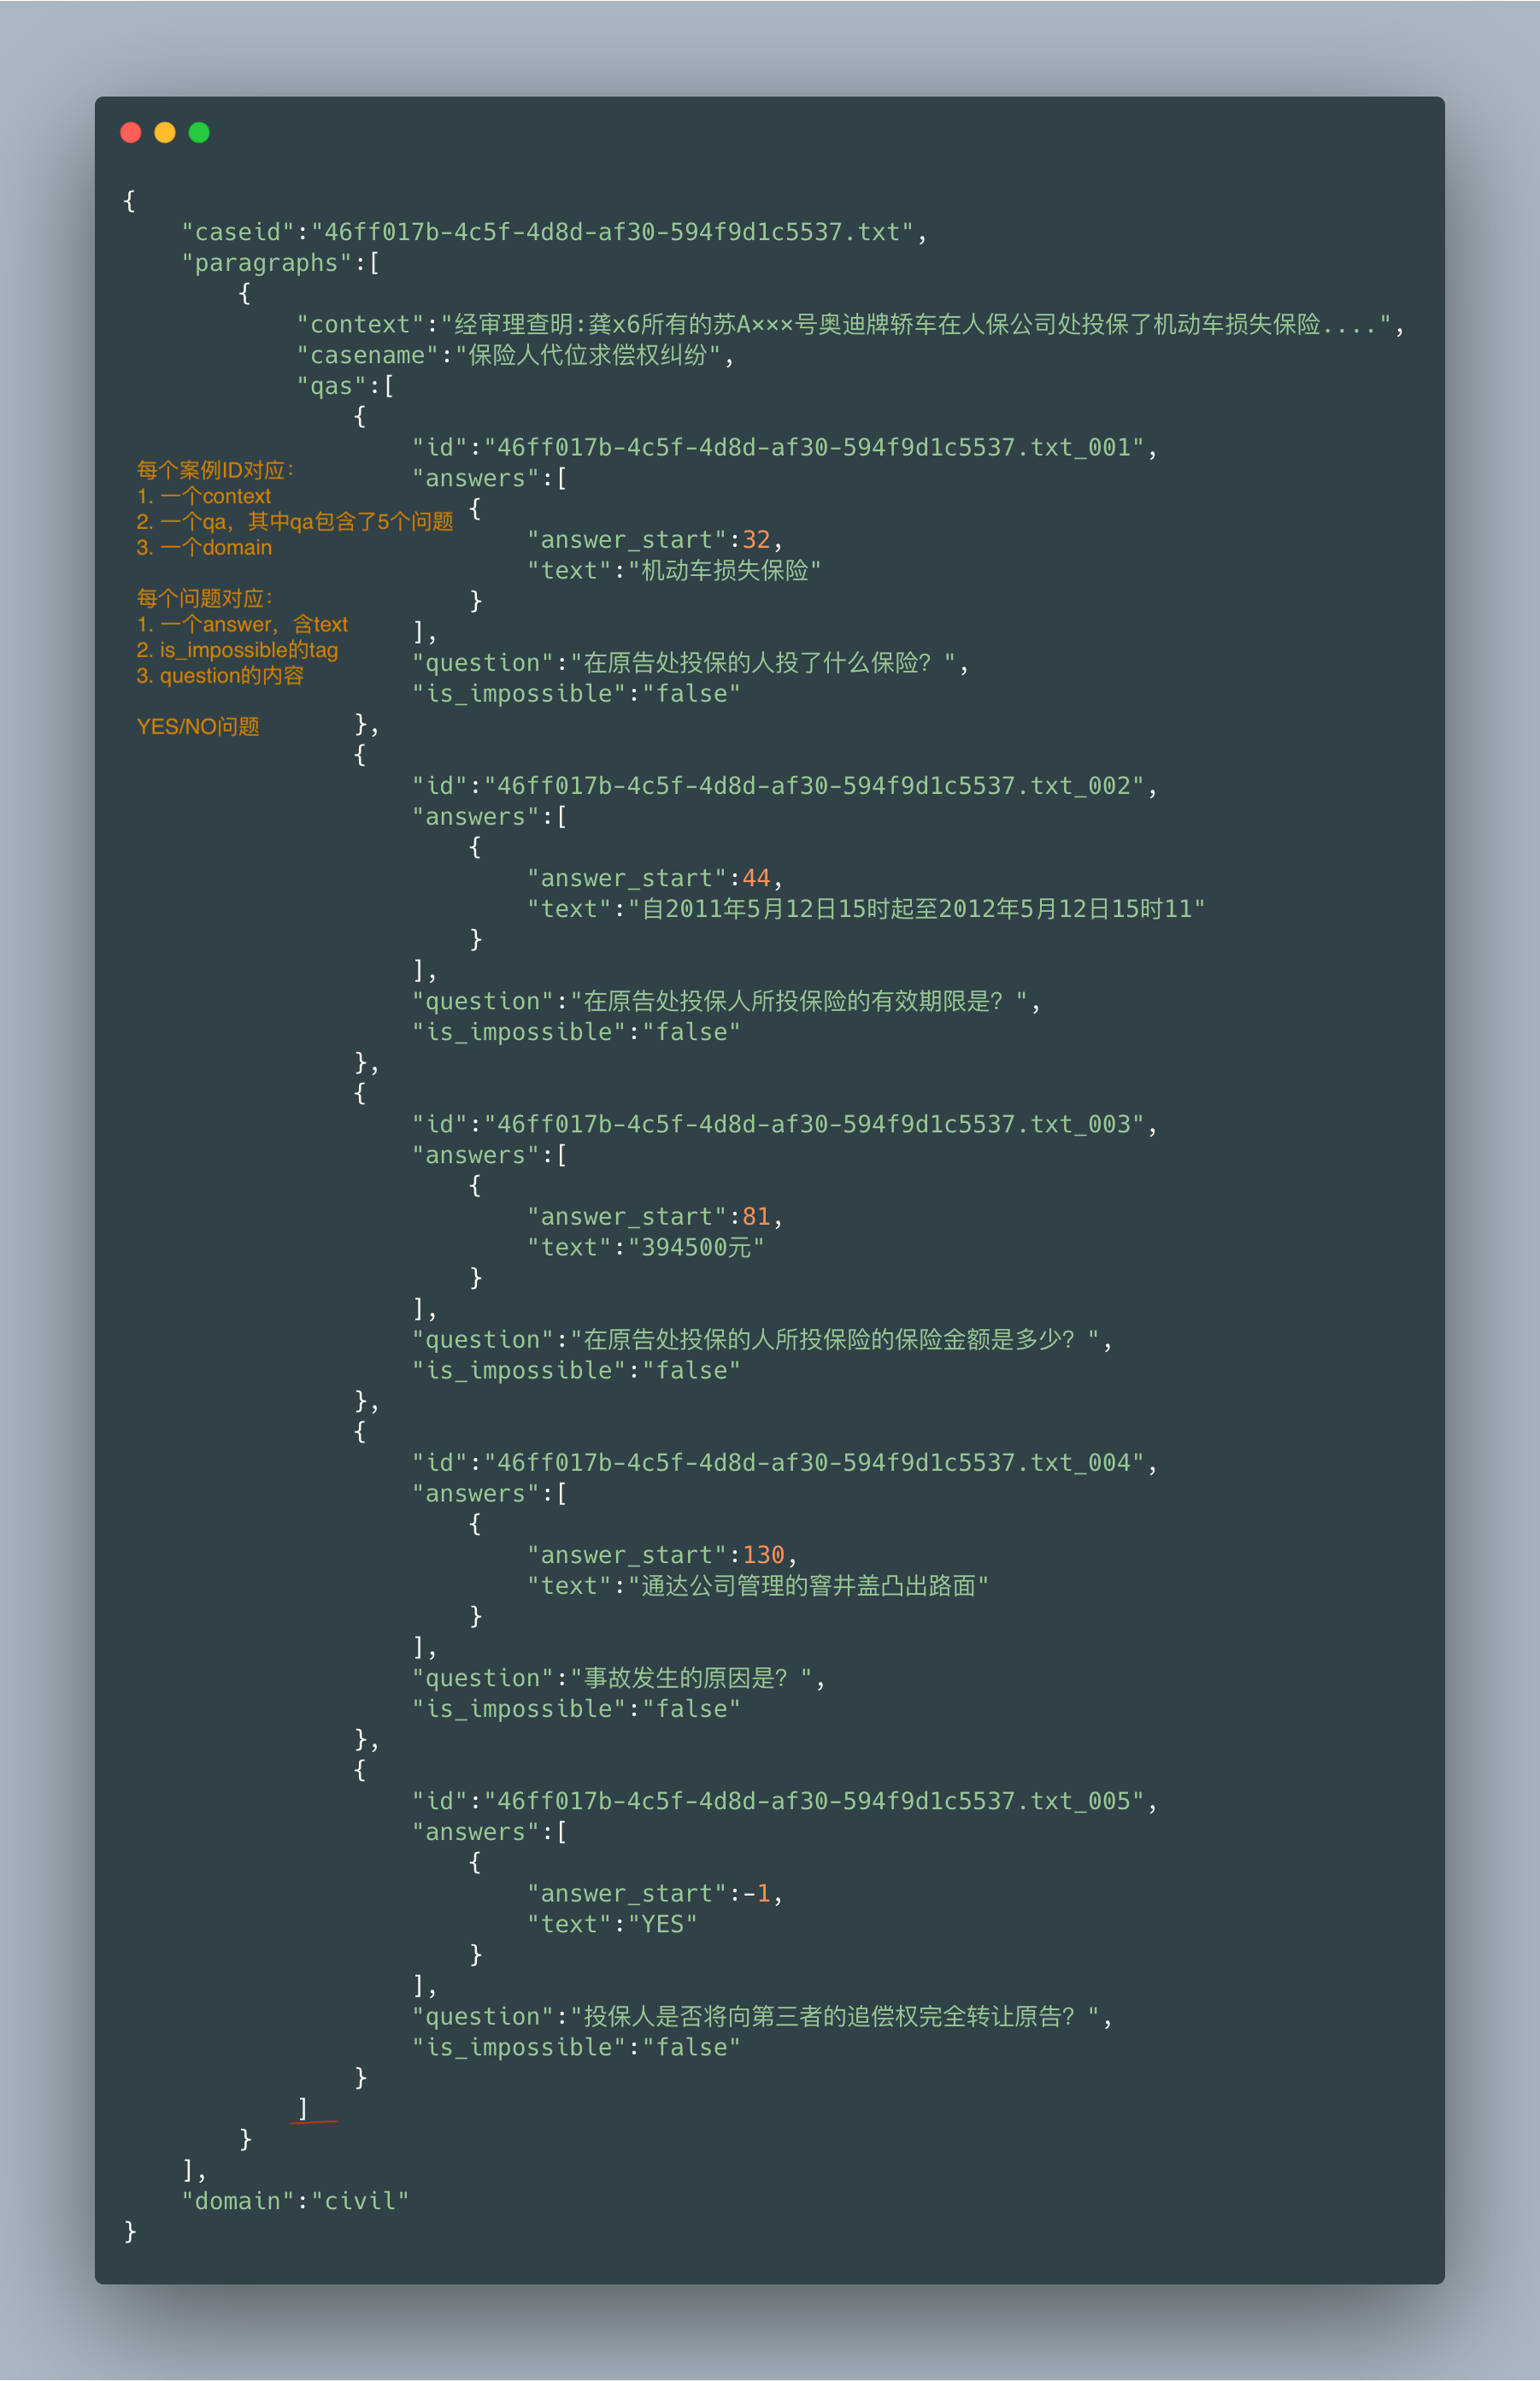 {
    "caseid":"46ff017b-4c5f-4d8d-af30-594f9d1c5537.txt",
    "paragraphs":[
        {
            "context":"经审理查明:龚x6所有的苏A×××号奥迪牌轿车在人保公司处投保了机动车损失保险....",
            "casename":"保险人代位求偿权纠纷",
            "qas":[
                {
                    "id":"46ff017b-4c5f-4d8d-af30-594f9d1c5537.txt_001",
                    "answers":[
                        {
                            "answer_start":32,
                            "text":"机动车损失保险"
                        }
                    ],
                    "question":"在原告处投保的人投了什么保险？",
                    "is_impossible":"false"
                },
                {
                    "id":"46ff017b-4c5f-4d8d-af30-594f9d1c5537.txt_002",
                    "answers":[
                        {
                            "answer_start":44,
                            "text":"自2011年5月12日15时起至2012年5月12日15时11"
                        }
                    ],
                    "question":"在原告处投保人所投保险的有效期限是？",
                    "is_impossible":"false"
                },
                {
                    "id":"46ff017b-4c5f-4d8d-af30-594f9d1c5537.txt_003",
                    "answers":[
                        {
                            "answer_start":81,
                            "text":"394500元"
                        }
                    ],
                    "question":"在原告处投保的人所投保险的保险金额是多少？",
                    "is_impossible":"false"
                },
                {
                    "id":"46ff017b-4c5f-4d8d-af30-594f9d1c5537.txt_004",
                    "answers":[
                        {
                            "answer_start":130,
                            "text":"通达公司管理的窨井盖凸出路面"
                        }
                    ],
                    "question":"事故发生的原因是？",
                    "is_impossible":"false"
                },
                {
                    "id":"46ff017b-4c5f-4d8d-af30-594f9d1c5537.txt_005",
                    "answers":[
                        {
                            "answer_start":-1,
                            "text":"YES"
                        }
                    ],
                    "question":"投保人是否将向第三者的追偿权完全转让原告？",
                    "is_impossible":"false"
                }
            ]
        }
    ],
    "domain":"civil"
}
每个案例ID对应：
1. 一个context
2. 一个qa，其中qa包含了5个问题
3. 一个domain
每个问题对应：
1. 一个answer，含text
2. is_impossible的tag
3. question的内容
YES/NO问题